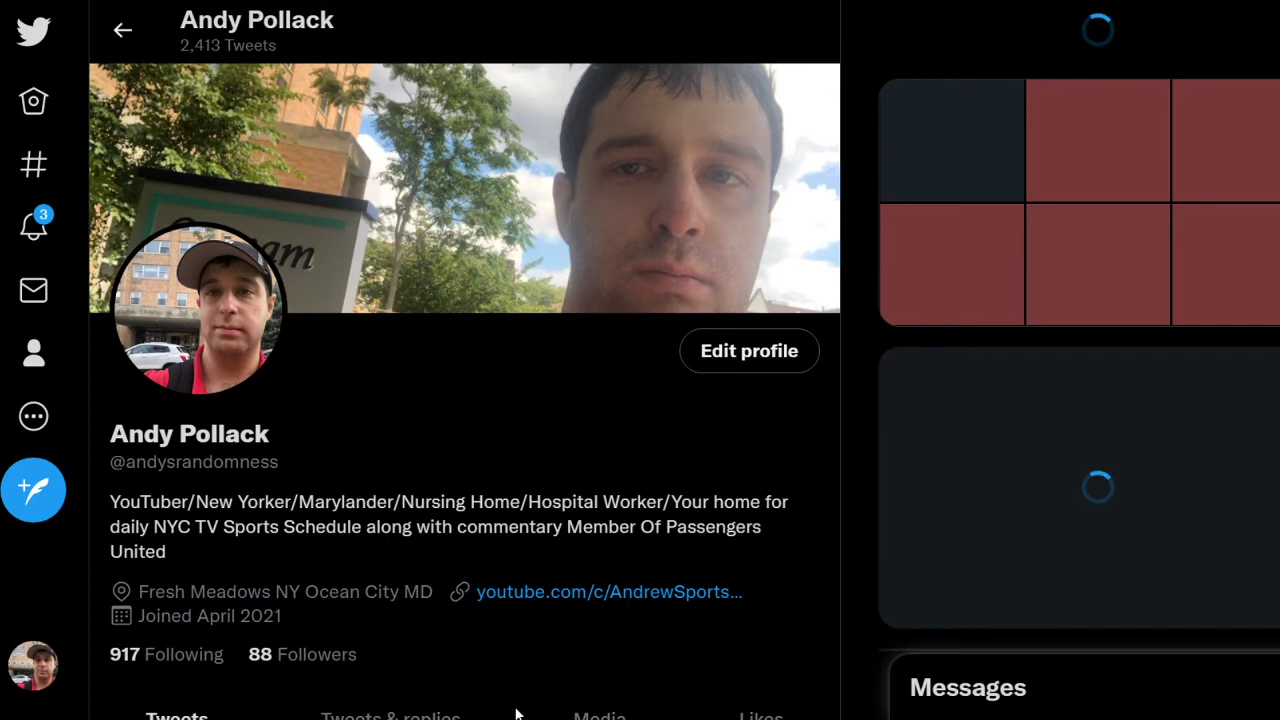 Andy Pollack
2,413 Tweets
3
Edit profile
Andy Pollack
@andysrandomness
YouTuber/New Yorker/Marylander/Nursing Home/Hospital Worker/Your home for
daily NYC TV Sports Schedule along with commentary Member Of Passengers
United
Fresh Meadows NY Ocean City MD youtube.com/c/AndrewSports...
Joined April 2021
917 Following 88 Followers
Tweets Tweets & replies Media Likes
Messages